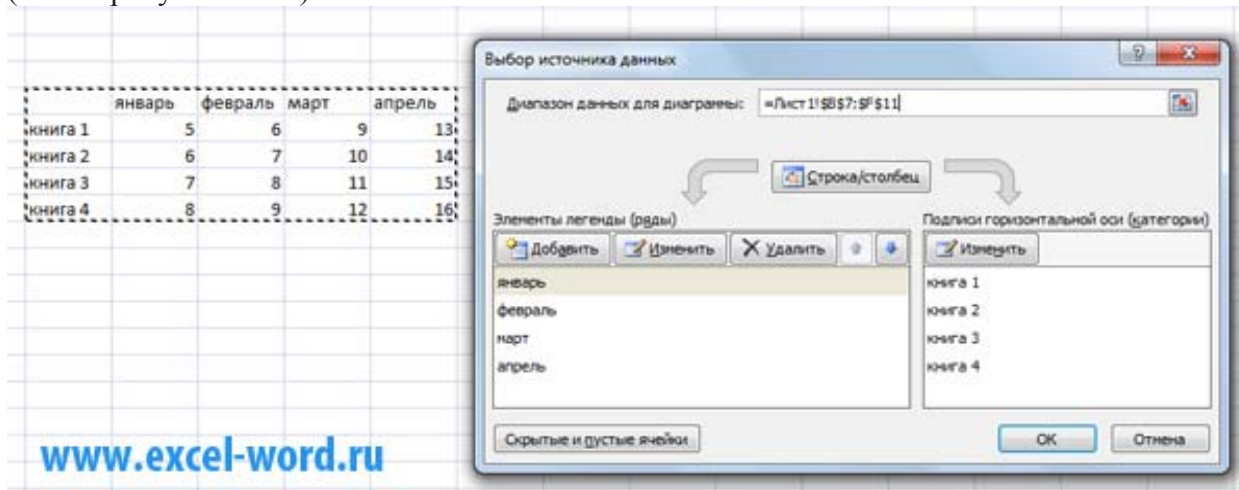 Выбор источника данных
Диапазон данных для диаграммы: =Лист1!$B$7:$F$11
январь февраль март апрель
книга 1 5 6 9 13
книга 2 6 7 10 14
книга 3 7 8 11 15
книга 4 8 9 12 16
Строка/столбец
Элементы легенды (ряды)
Подписи горизонтальной оси (категории)
Добавить Изменить Удалить
Изменить
январь
февраль
март
апрель
книга 1
книга 2
книга 3
книга 4
Скрытые и пустые ячейки
ОК Отмена
www.excel-word.ru